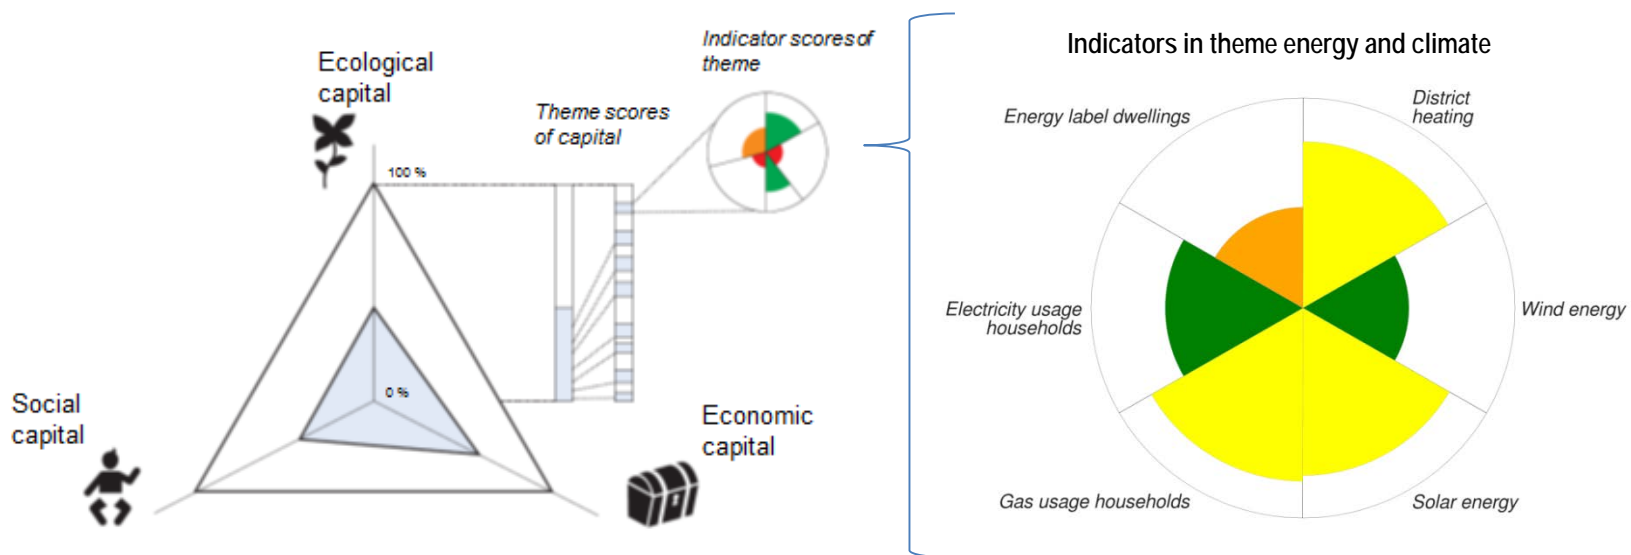 Ecological
capital
100 %
0 %
Social
capital
Economic
capital
Theme scores
of capital
Indicator scores of
theme
Indicators in theme energy and climate
Energy label dwellings
District
heating
Electricity usage
households
Wind energy
Gas usage households
Solar energy